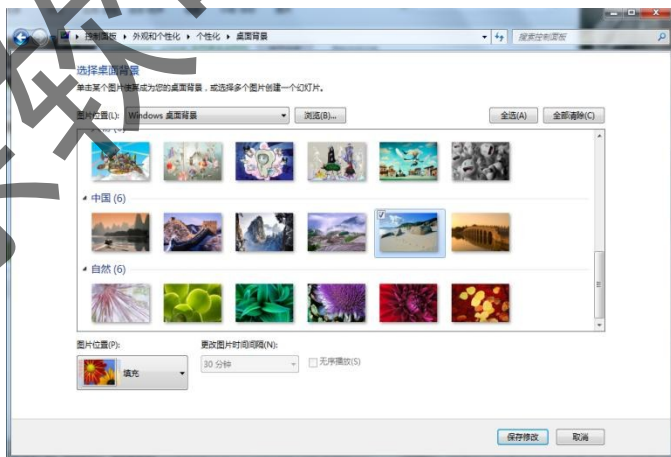 控制面板 ▸ 外观和个性化 ▸ 个性化 ▸ 桌面背景
搜索控制面板
选择桌面背景
单击某个图片使其成为您的桌面背景，或选择多个图片创建一个幻灯片。
图片位置(L): Windows 桌面背景 浏览(B)... 全选(A) 全部清除(C)
中国 (6)
自然 (6)
图片位置(P): 更改图片时间间隔(N):
填充 30 分钟 无序播放(S)
保存修改 取消